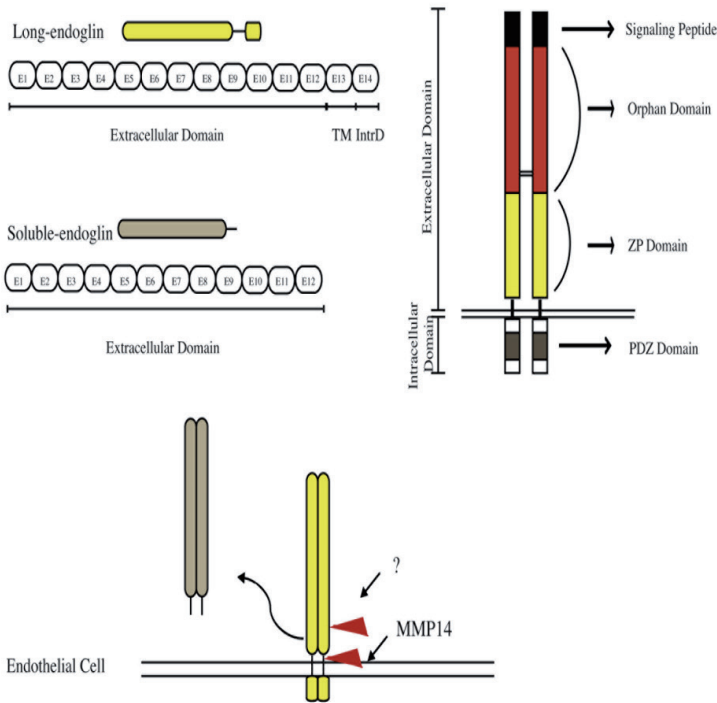 Long-endoglin
E1 E2 E3 E4 E5 E6 E7 E8 E9 E10 E11 E12 E13 E14
Extracellular Domain TM IntrD
Soluble-endoglin
E1 E2 E3 E4 E5 E6 E7 E8 E9 E10 E11 E12
Extracellular Domain
Extracellular Domain
Intracellular
Domain
Signaling Peptide
Orphan Domain
ZP Domain
PDZ Domain
?
MMP14
Endothelial Cell